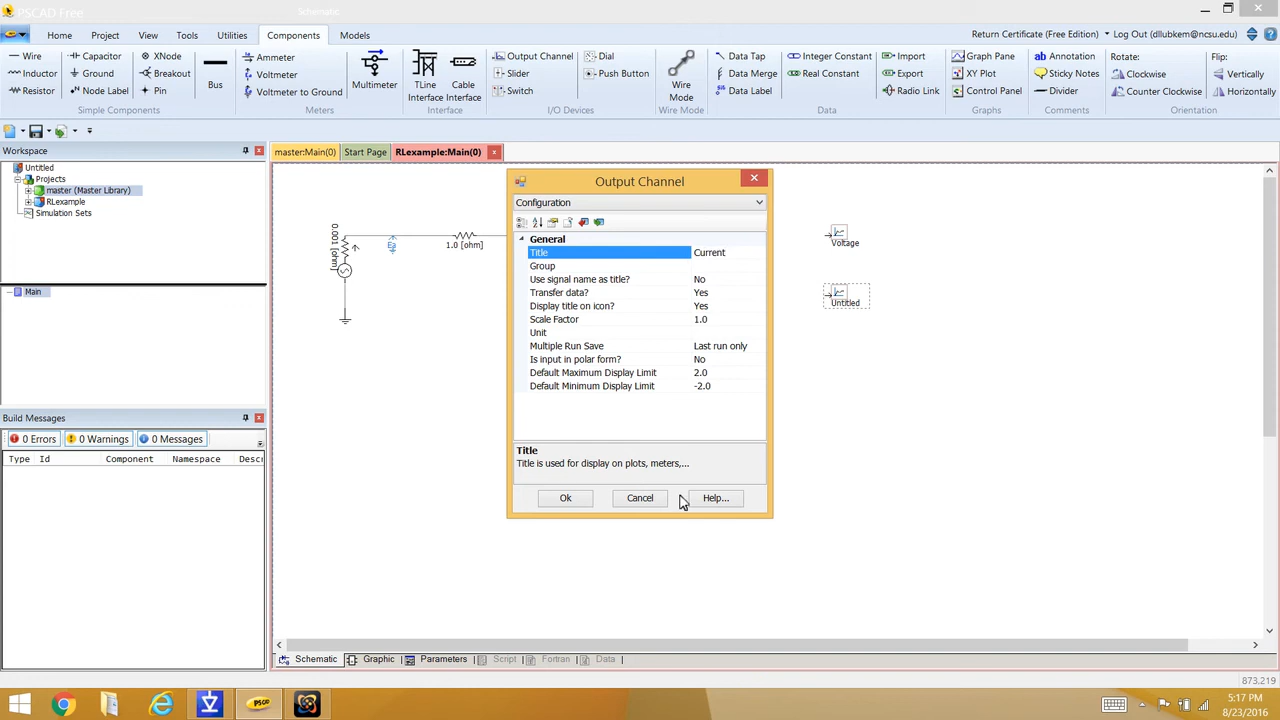 PSCAD Free
Schematic
Home Project View Tools Utilities Components Models
Return Certificate (Free Edition) Log Out (dllubkem@ncsu.edu)
Wire Capacitor XNode
Inductor Ground Breakout
Resistor Node Label Pin
Simple Components
Bus
Ammeter
Voltmeter
Voltmeter to Ground
Multimeter
Meters
TLine Interface
Cable Interface
Interface
Output Channel Dial
Slider Push Button
Switch
I/O Devices
Wire Mode
Wire Mode
Data Tap Integer Constant Import
Data Merge Real Constant Export
Data Label Radio Link
Data
Graph Pane
XY Plot
Control Panel
Graphs
Annotation
Sticky Notes
Divider
Comments
Rotate: Flip:
Clockwise Vertically
Counter Clockwise Horizontally
Orientation
Workspace
Untitled
Projects
master (Master Library)
RLexample
Simulation Sets
Main
Build Messages
0 Errors 0 Warnings 0 Messages
Type Id Component Namespace Descr
master:Main(0) Start Page RLexample:Main(0)
0.001 [ohm]
Ea
1.0 [ohm]
Voltage
Untitled
Output Channel
Configuration
General
Title Current
Group
Use signal name as title? No
Transfer data? Yes
Display title on icon? Yes
Scale Factor 1.0
Unit
Multiple Run Save Last run only
Is input in polar form? No
Default Maximum Display Limit 2.0
Default Minimum Display Limit -2.0
Title
Title is used for display on plots, meters,...
Ok Cancel Help...
Schematic Graphic Parameters Script Fortran Data
873,219
5:17 PM
8/23/2016